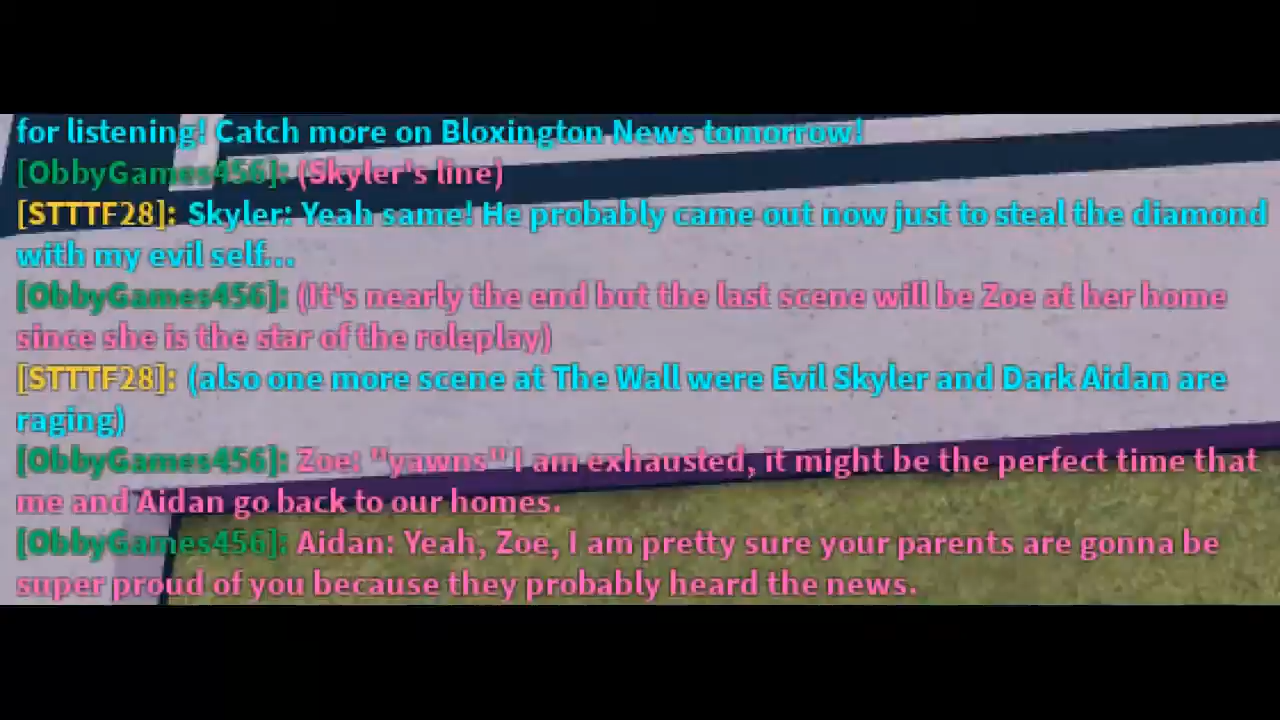 for listening! Catch more on Bloxington News tomorrow!
[ObbyGames456]: (Skyler's line)
[STTTF28]: Skyler: Yeah same! He probably came out now just to steal the diamond
with my evil self...
[ObbyGames456]: (It's nearly the end but the last scene will be Zoe at her home
since she is the star of the roleplay)
[STTTF28]: (also one more scene at The Wall were Evil Skyler and Dark Aidan are
raging)
[ObbyGames456]: Zoe: "yawns" I am exhausted, it might be the perfect time that
me and Aidan go back to our homes.
[ObbyGames456]: Aidan: Yeah, Zoe, I am pretty sure your parents are gonna be
super proud of you because they probably heard the news.